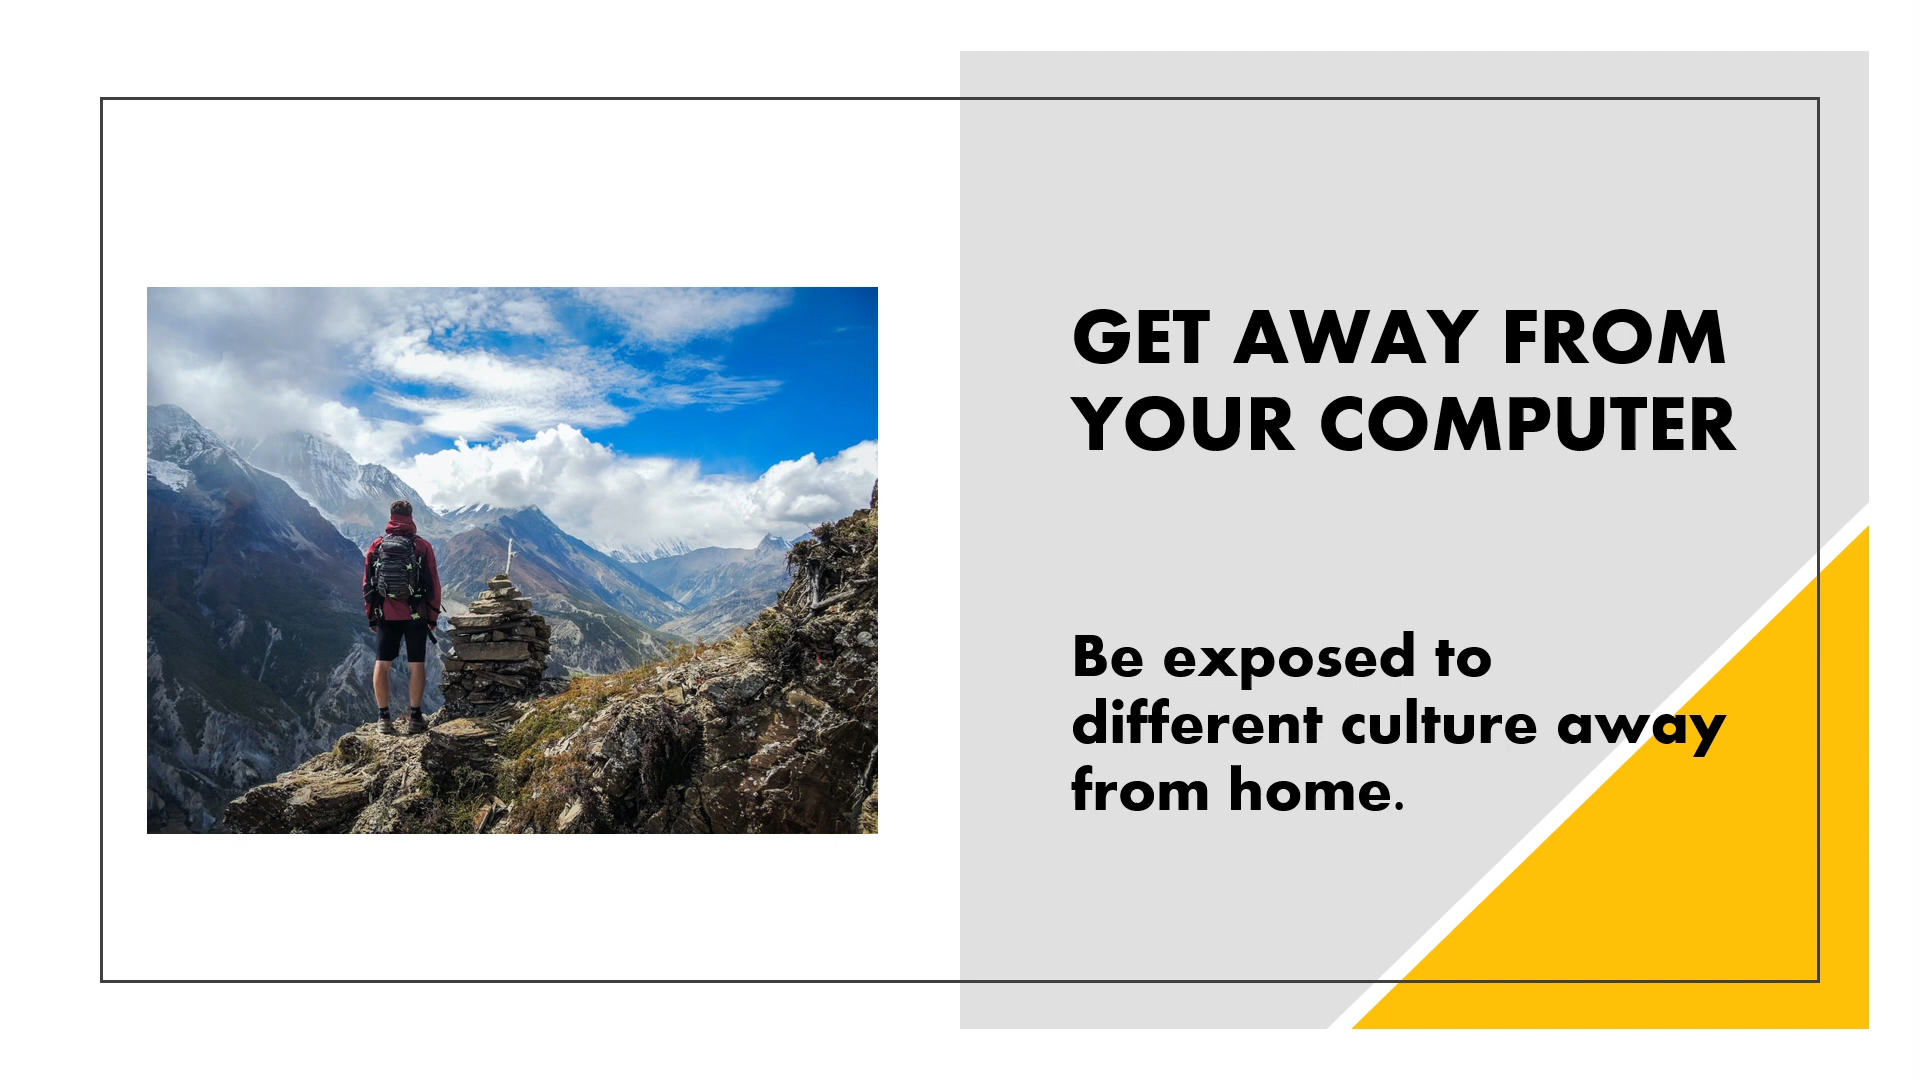 GET AWAY FROM
YOUR COMPUTER
Be exposed to
different culture away
from home.